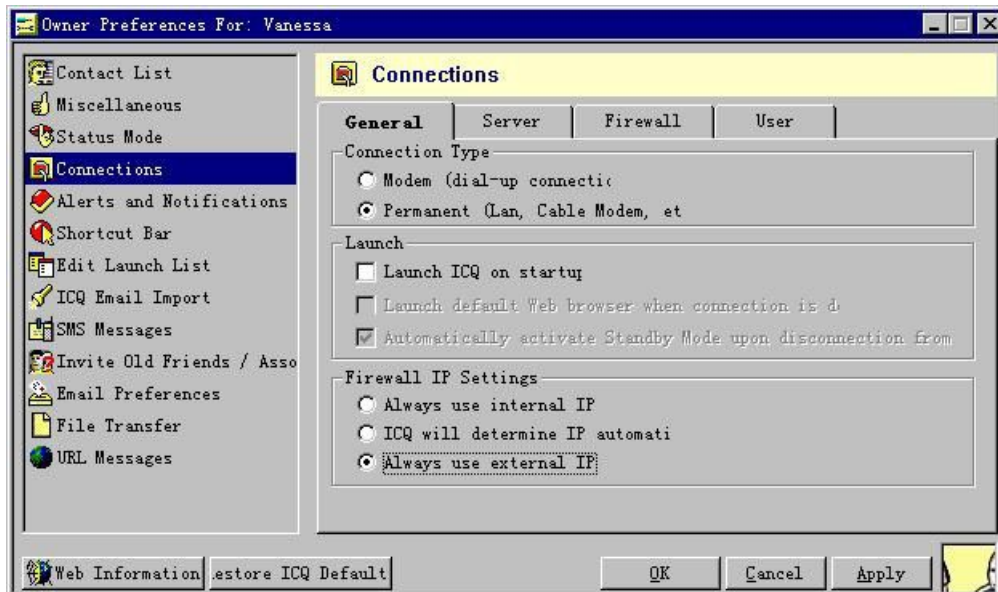 Owner Preferences For: Vanessa
Contact List
Miscellaneous
Status Mode
Connections
Alerts and Notifications
Shortcut Bar
Edit Launch List
ICQ Email Import
SMS Messages
Invite Old Friends / Asso
Email Preferences
File Transfer
URL Messages
Connections
General Server Firewall User
Connection Type
Modem (dial-up connectic
Permanent (Lan, Cable Modem, et
Launch
Launch ICQ on startup
Launch default Web browser when connection is d
Automatically activate Standby Mode upon disconnection from
Firewall IP Settings
Always use internal IP
ICQ will determine IP automati
Always use external IP
Web Information .estore ICQ Default OK Cancel Apply